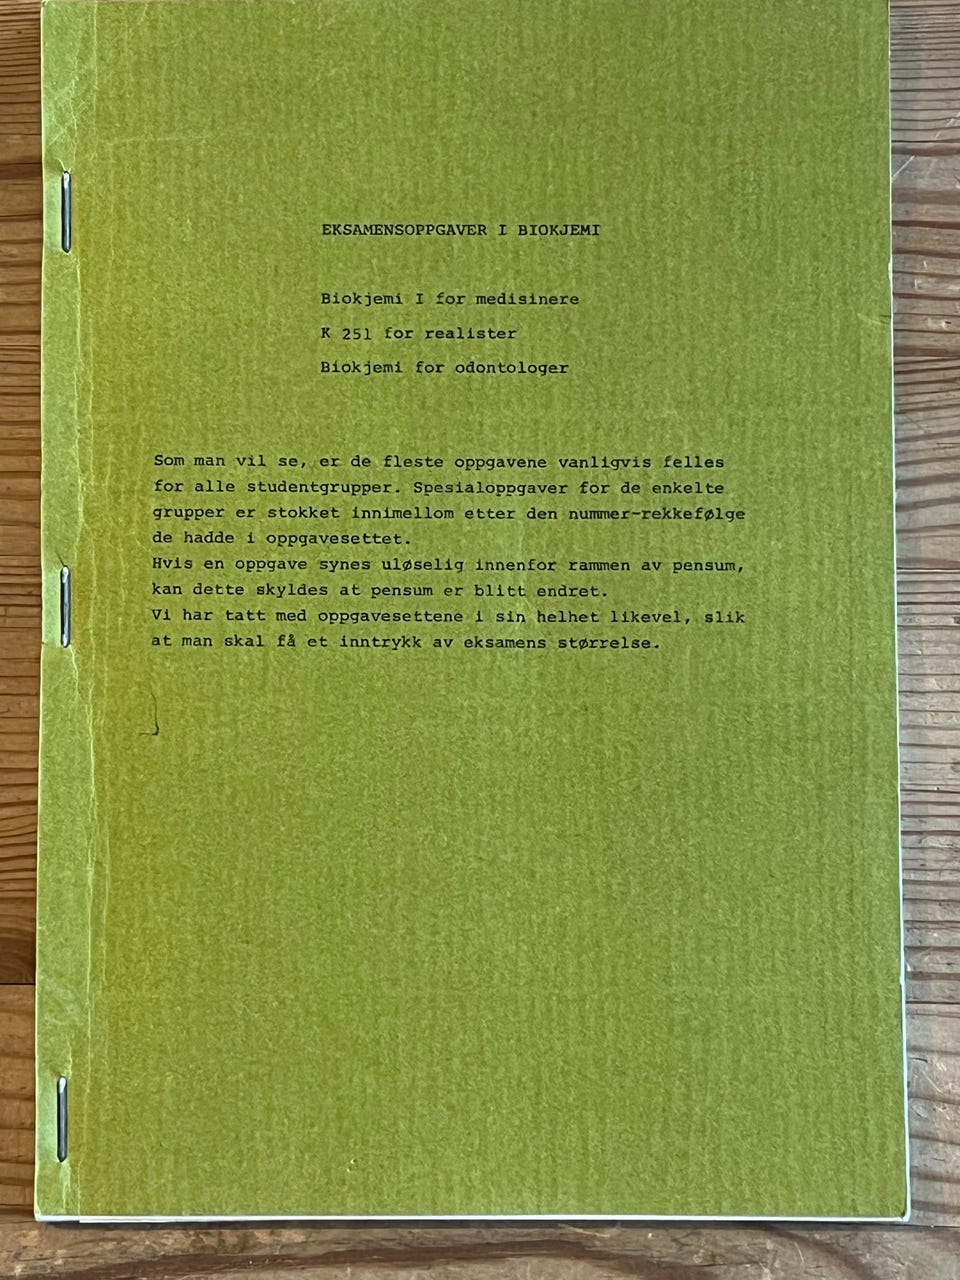 EKSAMENSOPPGAVER I BIOKJEMI
Biokjemi I for medisinere
K 251 for realister
Biokjemi for odontologer
Som man vil se, er de fleste oppgavene vanligvis felles
for alle studentgrupper. Spesialoppgaver for de enkelte
grupper er stokket innimellom etter den nummer-rekkefølge
de hadde i oppgavesettet.
Hvis en oppgave synes uløselig innenfor rammen av pensum,
kan dette skyldes at pensum er blitt endret.
Vi har tatt med oppgavesettene i sin helhet likevel, slik
at man skal få et inntrykk av eksamens størrelse.